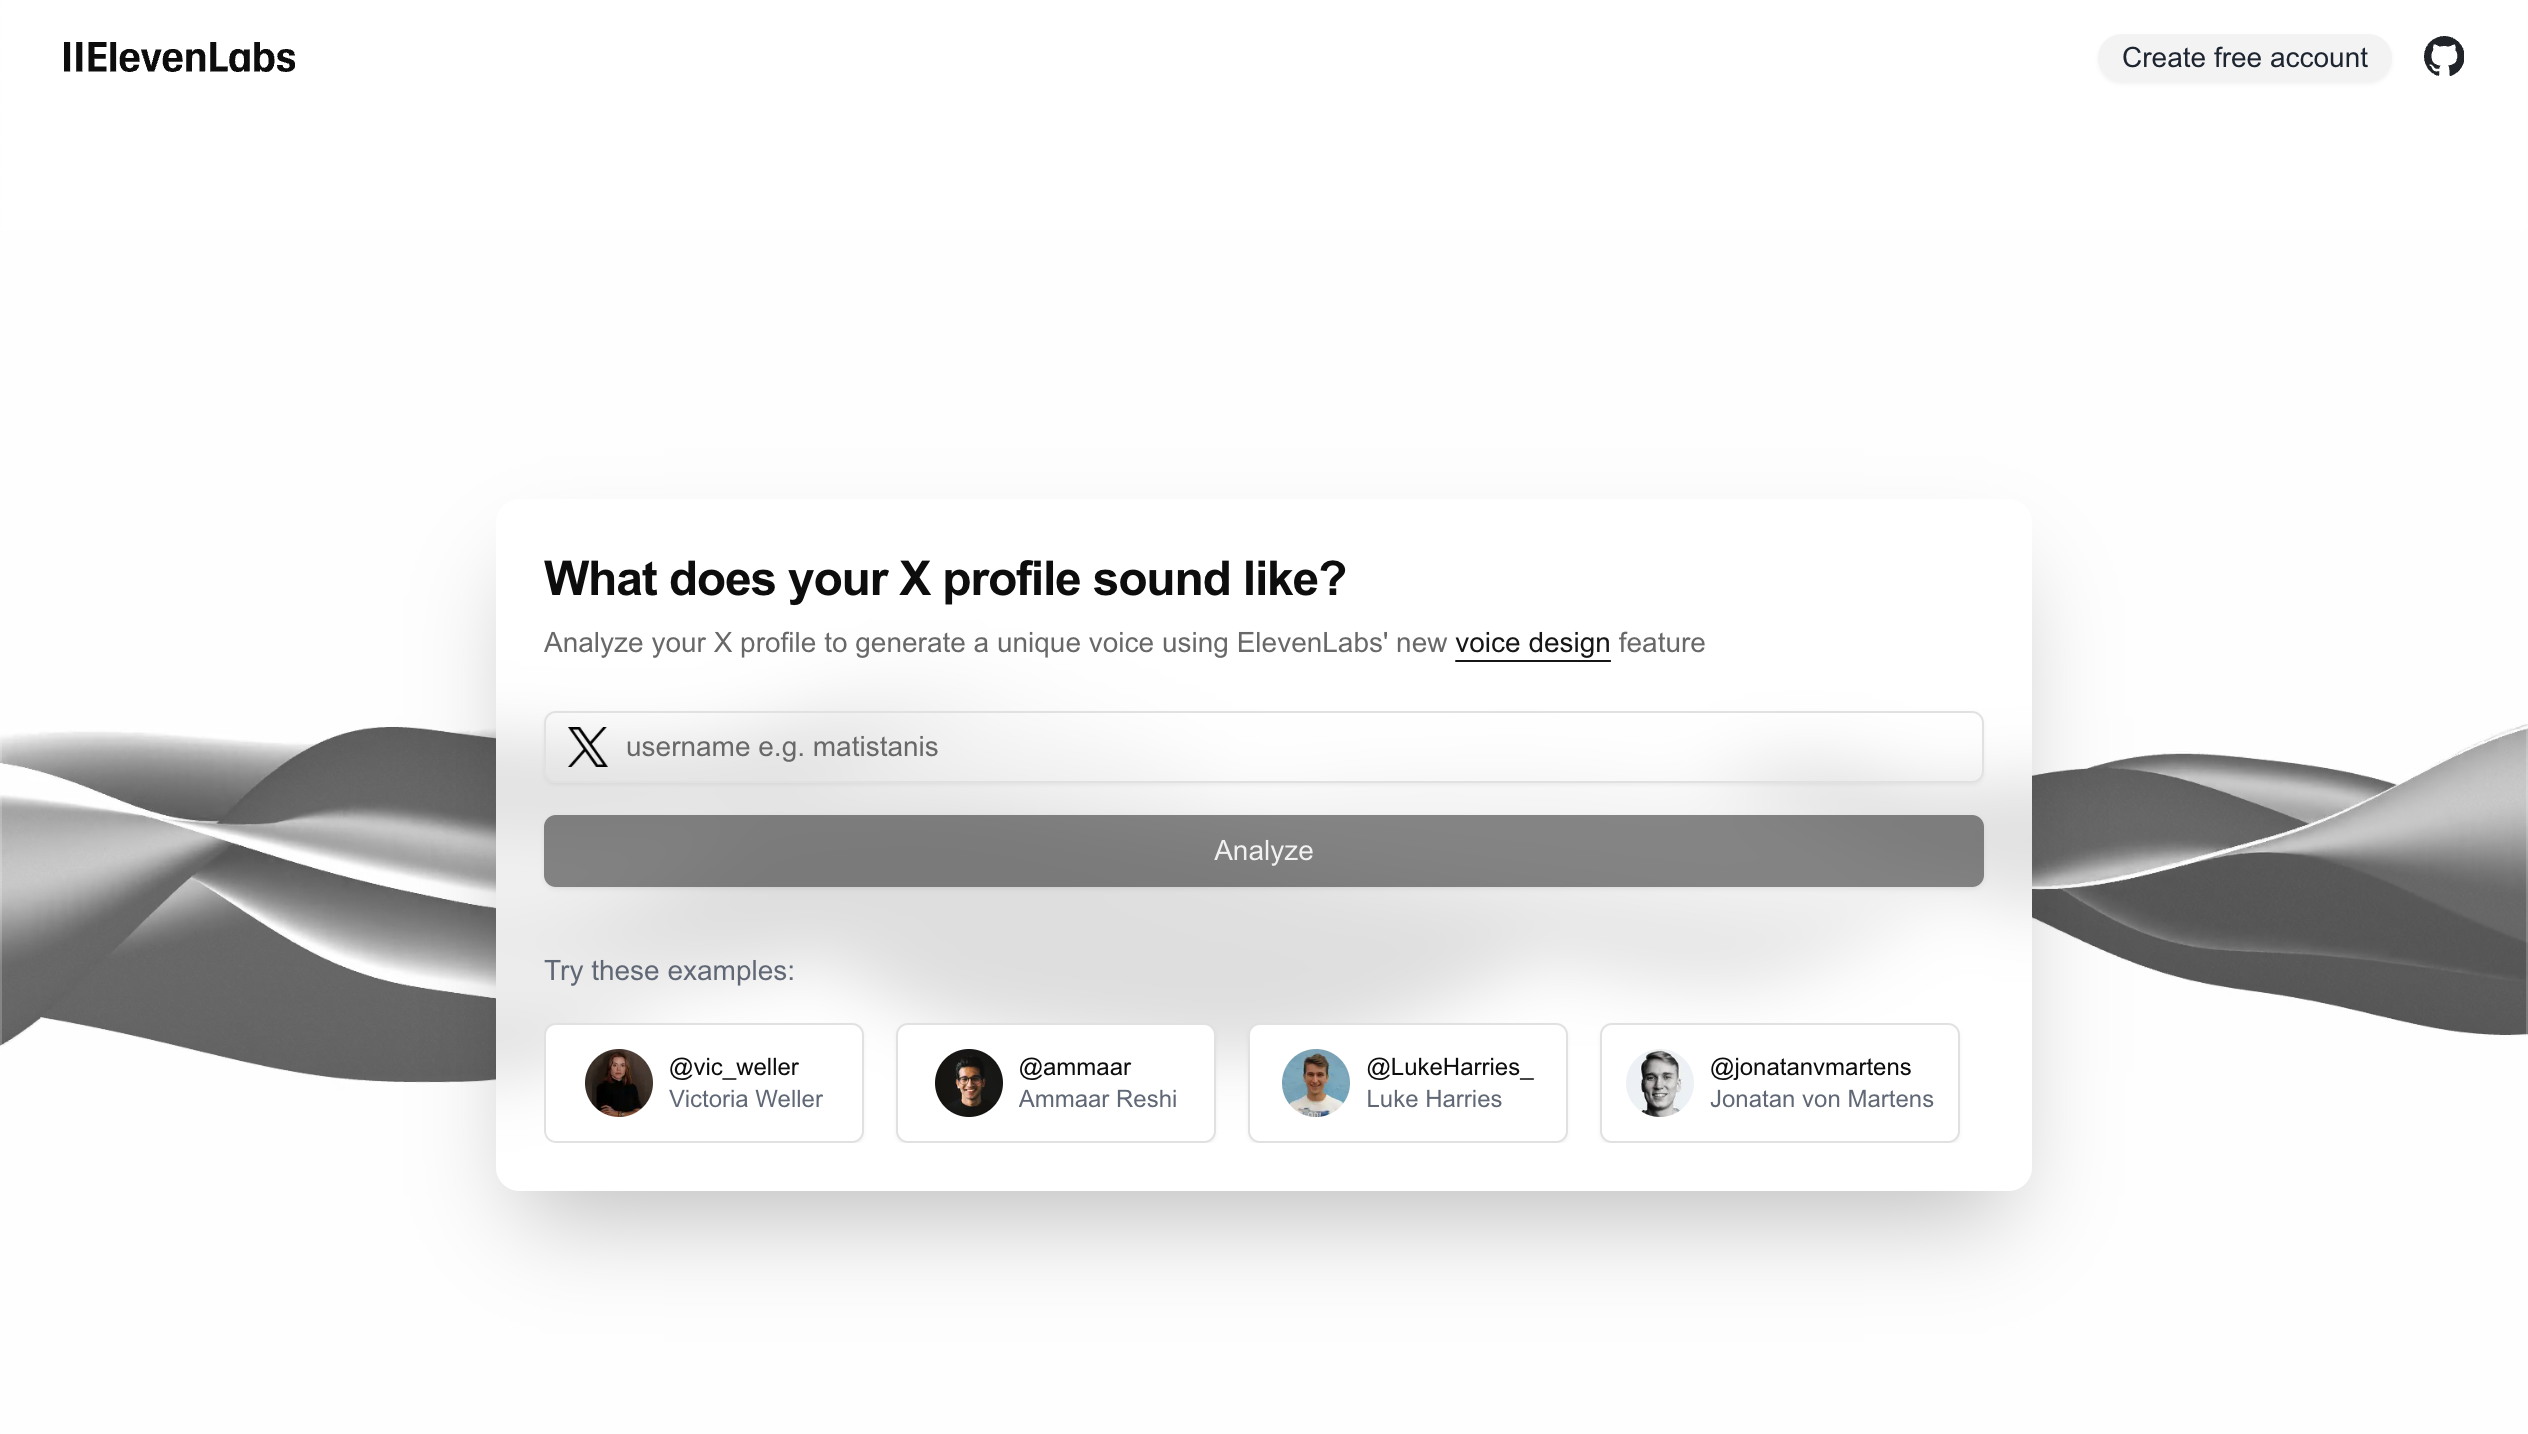 IIElevenLabs
Create free account
What does your X profile sound like?
Analyze your X profile to generate a unique voice using ElevenLabs' new voice design feature
username e.g. matistanis
Analyze
Try these examples:
@vic_weller
Victoria Weller
@ammaar
Ammaar Reshi
@LukeHarries_
Luke Harries
@jonatanvmartens
Jonatan von Martens